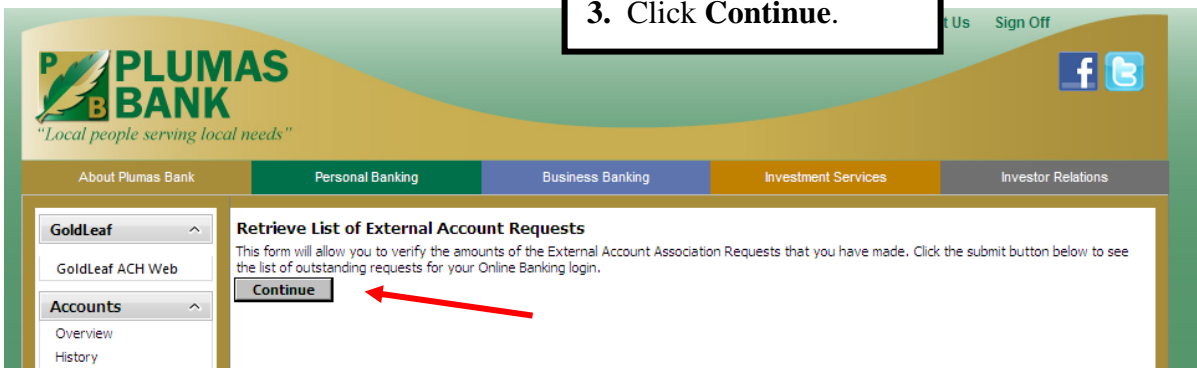 3. Click Continue.
t Us Sign Off
P B PLUMAS
BANK
"Local people serving local needs"
About Plumas Bank Personal Banking Business Banking Investment Services Investor Relations
GoldLeaf
GoldLeaf ACH Web
Accounts
Overview
History
Retrieve List of External Account Requests
This form will allow you to verify the amounts of the External Account Association Requests that you have made. Click the submit button below to see
the list of outstanding requests for your Online Banking login.
Continue